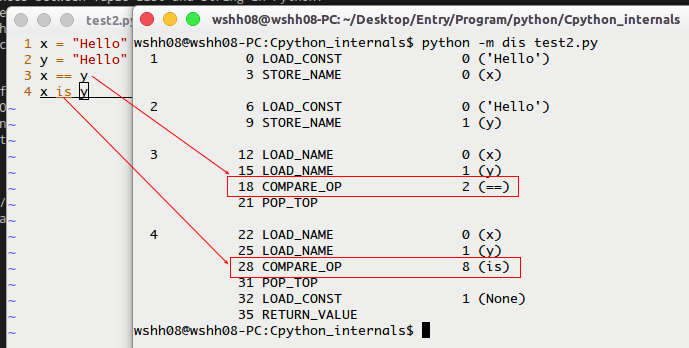 test2.py
1 x = "Hello"
2 y = "Hello"
3 x == y
4 x is y
wshh08@wshh08-PC: ~/Desktop/Entry/Program/python/Cpython_internals
wshh08@wshh08-PC:Cpython_internals$ python -m dis test2.py
1 0 LOAD_CONST 0 ('Hello')
3 STORE_NAME 0 (x)
2 6 LOAD_CONST 0 ('Hello')
9 STORE_NAME 1 (y)
3 12 LOAD_NAME 0 (x)
15 LOAD_NAME 1 (y)
18 COMPARE_OP 2 (==)
21 POP_TOP
4 22 LOAD_NAME 0 (x)
25 LOAD_NAME 1 (y)
28 COMPARE_OP 8 (is)
31 POP_TOP
32 LOAD_CONST 1 (None)
35 RETURN_VALUE
wshh08@wshh08-PC:Cpython_internals$